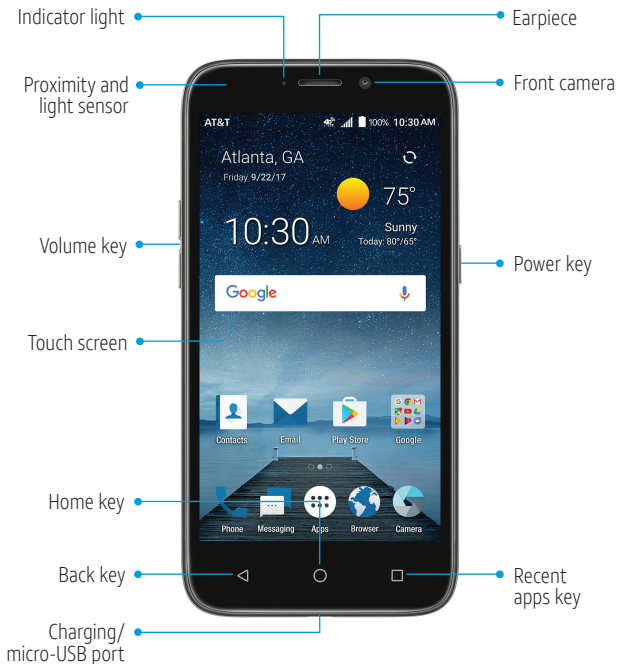 Indicator light
Earpiece
Proximity and
light sensor
Front camera
AT&T
100% 10:30 AM
Atlanta, GA
Friday 9/22/17
75°
10:30 AM
Sunny
Today: 80°/65°
Volume key
Power key
Google
Touch screen
Contacts
Email
Play Store
Google
Home key
Phone
Messaging
Apps
Browser
Camera
Back key
Recent
apps key
Charging/
micro-USB port